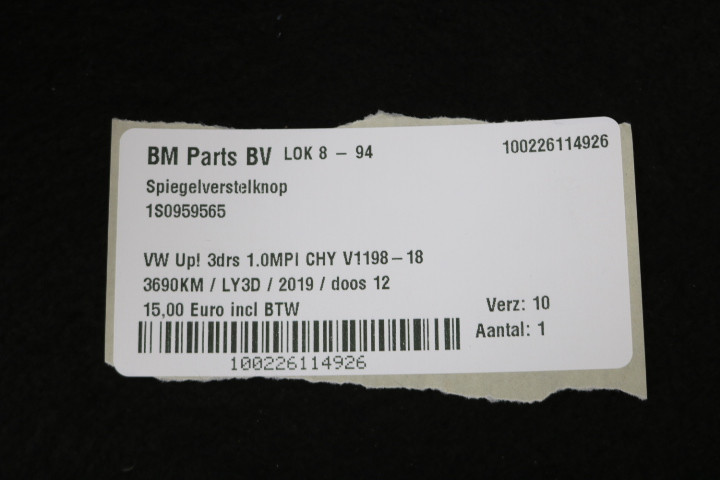 BM Parts BV LOK 8 - 94 100226114926
Spiegelverstelknop
1S0959565
VW Up! 3drs 1.0MPI CHY V1198-18
3690KM / LY3D / 2019 / doos 12
15,00 Euro incl BTW Verz: 10
Aantal: 1
100226114926